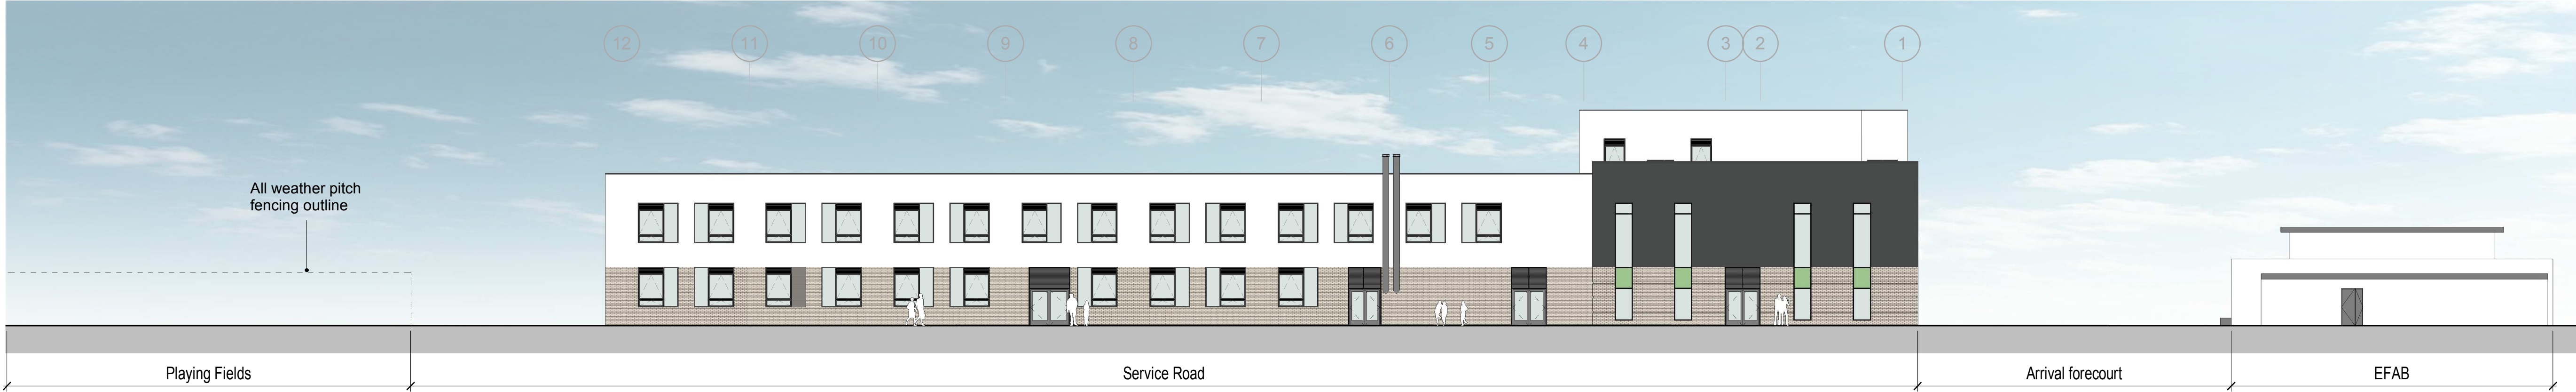 12 11 10 9 8 7 6 5 4 3 2 1
All weather pitch
fencing outline
Playing Fields Service Road Arrival forecourt EFAB